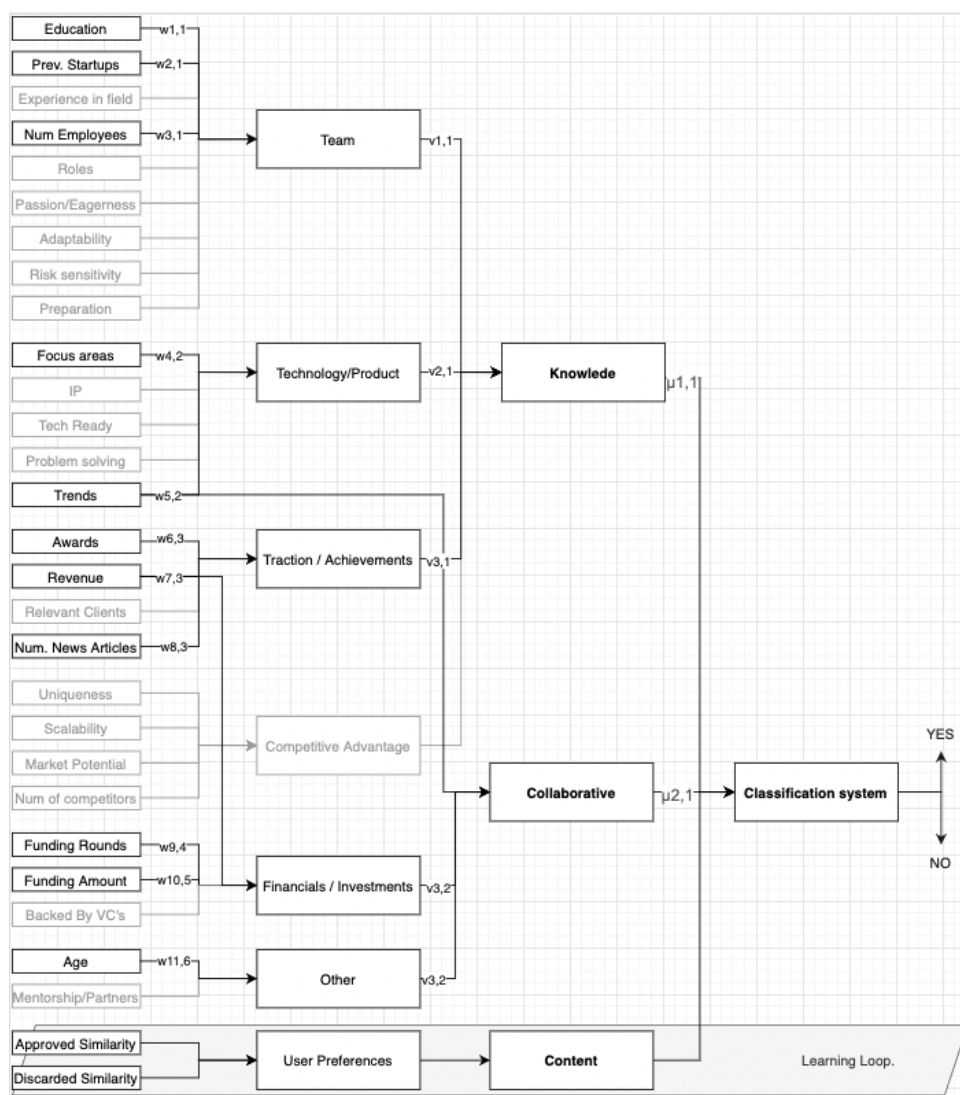 Education
w1,1
Prev. Startups
w2,1
Experience in field
Num Employees
w3,1
Roles
Passion/Eagerness
Adaptability
Risk sensitivity
Preparation
Team
v1,1
Focus areas
w4,2
IP
Tech Ready
Problem solving
Trends
w5,2
Technology/Product
v2,1
Knowlede
μ1,1
Awards
w6,3
Revenue
w7,3
Relevant Clients
Num. News Articles
w8,3
Traction / Achievements
v3,1
Uniqueness
Scalability
Market Potential
Num of competitors
Competitive Advantage
Collaborative
μ2,1
Classification system
YES
NO
Funding Rounds
w9,4
Funding Amount
w10,5
Backed By VC's
Financials / Investments
v3,2
Age
w11,6
Mentorship/Partners
Other
v3,2
Approved Similarity
Discarded Similarity
User Preferences
Content
Learning Loop.